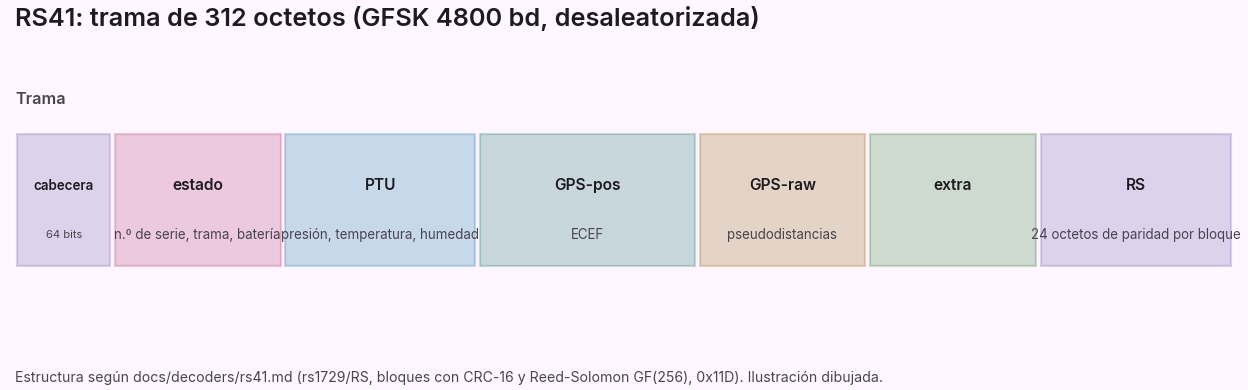 RS41: trama de 312 octetos (GFSK 4800 bd, desaleatorizada)
Trama
cabecera estado PTU GPS-pos GPS-raw extra RS
64 bits n.º de serie, trama, batería presión, temperatura, humedad ECEF pseudodistancias 24 octetos de paridad por bloque
Estructura según docs/decoders/rs41.md (rs1729/RS, bloques con CRC-16 y Reed-Solomon GF(256), 0x11D). Ilustración dibujada.